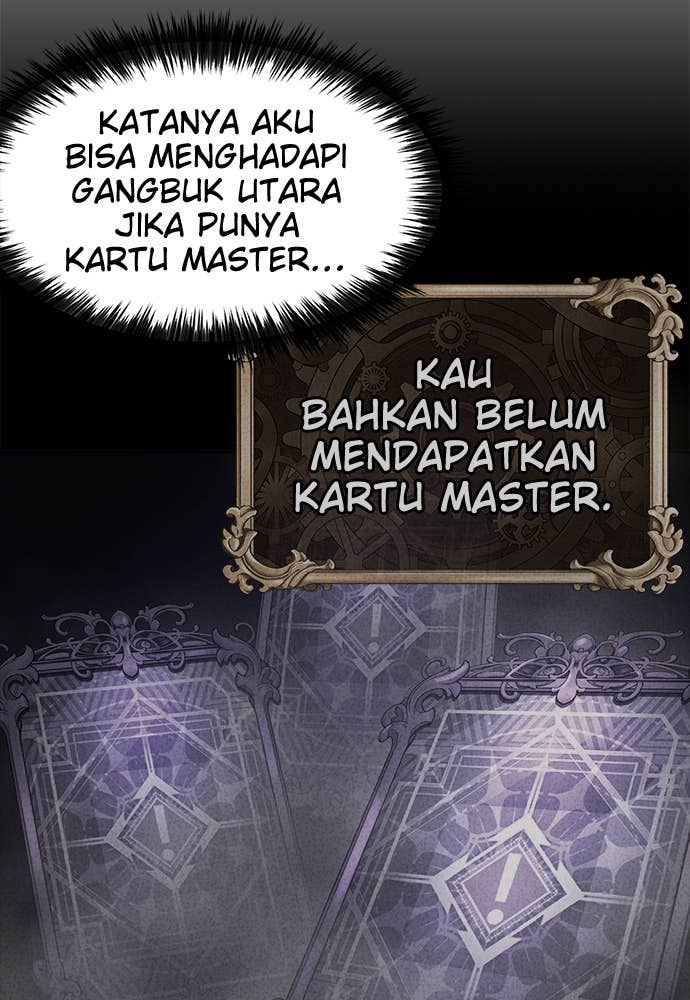 KATANYA AKU
BISA MENGHADAPI
GANGBUK UTARA
JIKA PUNYA
KARTU MASTER...
KAU
BAHKAN BELUM
MENDAPATKAN
KARTU MASTER.
!
!
!